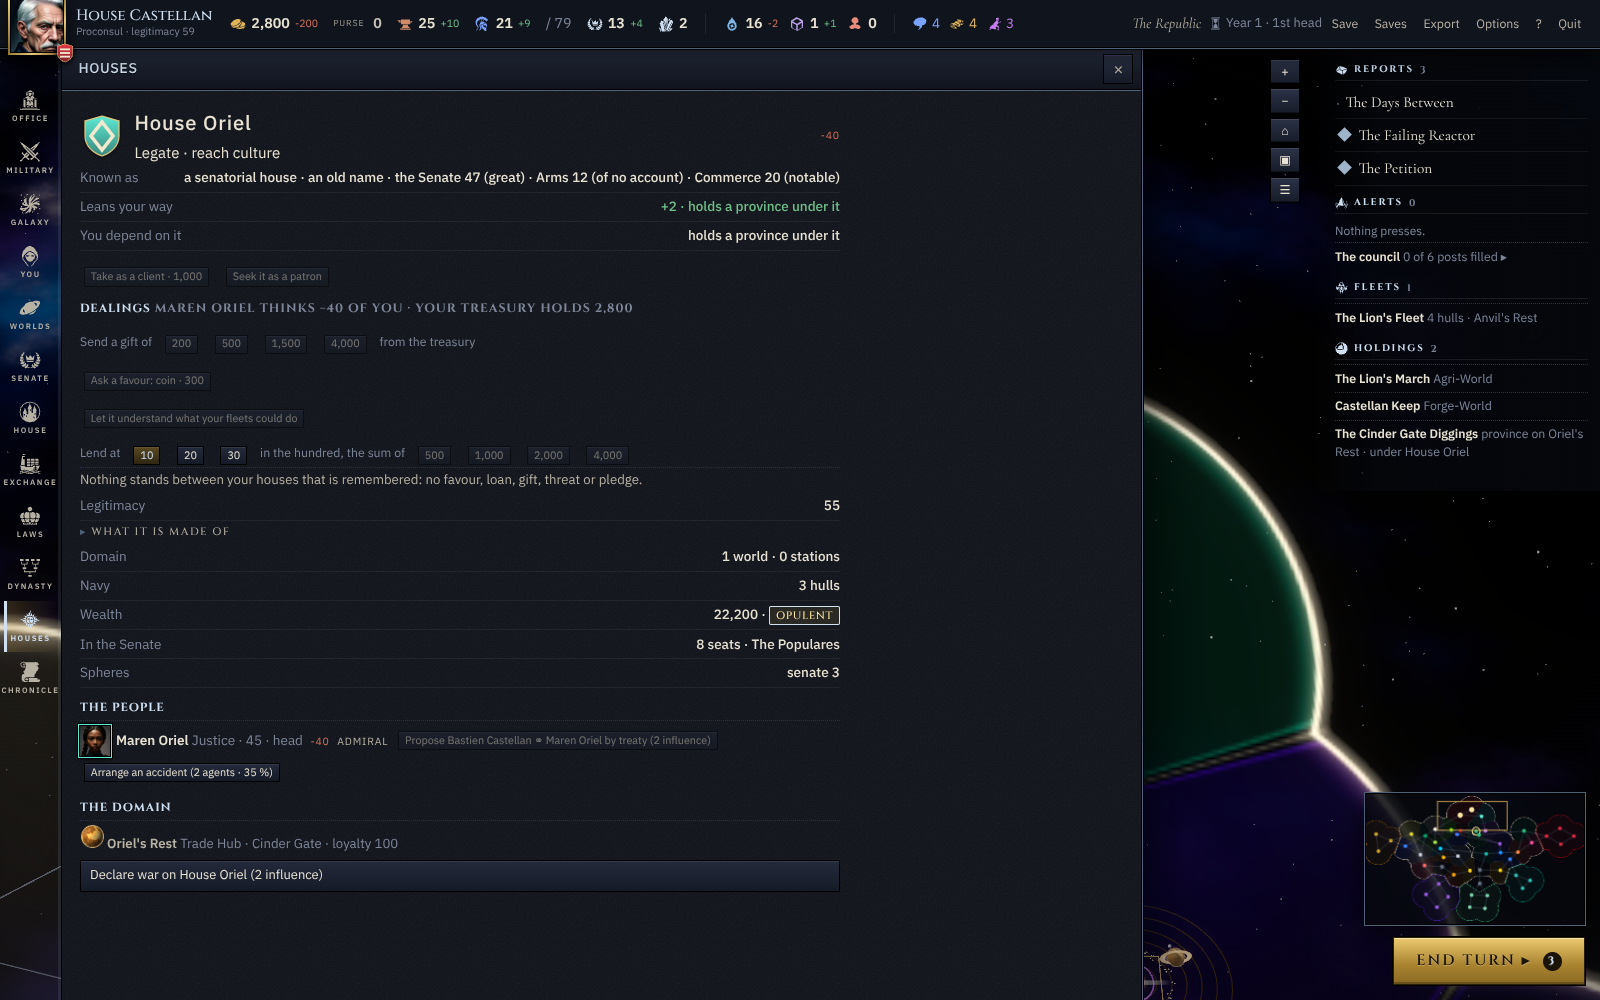 HOUSE CASTELLAN
Proconsul · legitimacy 59
2,800 -200 PURSE 0 25 +10 21 +9 / 79 13 +4 2 16 -2 1 +1 0 4 4 3
The Republic Year 1 · 1st head Save Saves Export Options ? Quit
OFFICE
MILITARY
GALAXY
YOU
WORLDS
SENATE
HOUSE
EXCHANGE
LAWS
DYNASTY
HOUSES
CHRONICLE
HOUSES ×
House Oriel
Legate · reach culture
-40
Known as a senatorial house · an old name · the Senate 47 (great) · Arms 12 (of no account) · Commerce 20 (notable)
Leans your way +2 · holds a province under it
You depend on it holds a province under it
Take as a client · 1,000 Seek it as a patron
DEALINGS MAREN ORIEL THINKS -40 OF YOU · YOUR TREASURY HOLDS 2,800
Send a gift of 200 500 1,500 4,000 from the treasury
Ask a favour: coin · 300
Let it understand what your fleets could do
Lend at 10 20 30 in the hundred, the sum of 500 1,000 2,000 4,000
Nothing stands between your houses that is remembered: no favour, loan, gift, threat or pledge.
Legitimacy 55
▸ WHAT IT IS MADE OF
Domain 1 world · 0 stations
Navy 3 hulls
Wealth 22,200 · OPULENT
In the Senate 8 seats · The Populares
Spheres senate 3
THE PEOPLE
Maren Oriel Justice · 45 · head -40 ADMIRAL Propose Bastien Castellan ⚭ Maren Oriel by treaty (2 influence)
Arrange an accident (2 agents · 35 %)
THE DOMAIN
Oriel's Rest Trade Hub · Cinder Gate · loyalty 100
Declare war on House Oriel (2 influence)
+
−
⌂
▣
☰
REPORTS 3
· The Days Between
The Failing Reactor
The Petition
ALERTS 0
Nothing presses.
The council 0 of 6 posts filled ▸
FLEETS 1
The Lion's Fleet 4 hulls · Anvil's Rest
HOLDINGS 2
The Lion's March Agri-World
Castellan Keep Forge-World
The Cinder Gate Diggings province on Oriel's
Rest · under House Oriel
END TURN ▸ 3